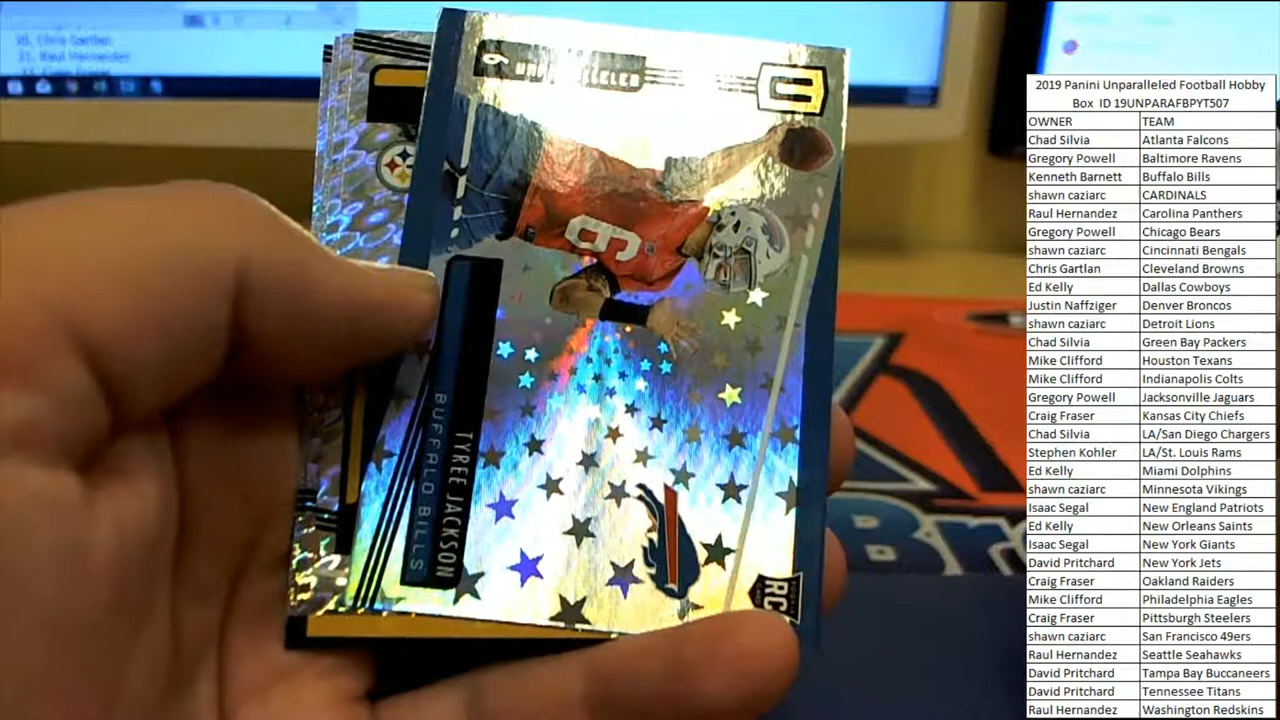 Chris Gartlan
Raul Hernandez
9
UNPARALLELED
6
TYREE JACKSON
BUFFALO BILLS
RC
Br
2019 Panini Unparalleled Football Hobby
Box ID 19UNPARAFBPYT507
OWNER TEAM
Chad Silvia Atlanta Falcons
Gregory Powell Baltimore Ravens
Kenneth Barnett Buffalo Bills
shawn caziarc CARDINALS
Raul Hernandez Carolina Panthers
Gregory Powell Chicago Bears
shawn caziarc Cincinnati Bengals
Chris Gartlan Cleveland Browns
Ed Kelly Dallas Cowboys
Justin Naffziger Denver Broncos
shawn caziarc Detroit Lions
Chad Silvia Green Bay Packers
Mike Clifford Houston Texans
Mike Clifford Indianapolis Colts
Gregory Powell Jacksonville Jaguars
Craig Fraser Kansas City Chiefs
Chad Silvia LA/San Diego Chargers
Stephen Kohler LA/St. Louis Rams
Ed Kelly Miami Dolphins
shawn caziarc Minnesota Vikings
Isaac Segal New England Patriots
Ed Kelly New Orleans Saints
Isaac Segal New York Giants
David Pritchard New York Jets
Craig Fraser Oakland Raiders
Mike Clifford Philadelphia Eagles
Craig Fraser Pittsburgh Steelers
shawn caziarc San Francisco 49ers
Raul Hernandez Seattle Seahawks
David Pritchard Tampa Bay Buccaneers
David Pritchard Tennessee Titans
Raul Hernandez Washington Redskins